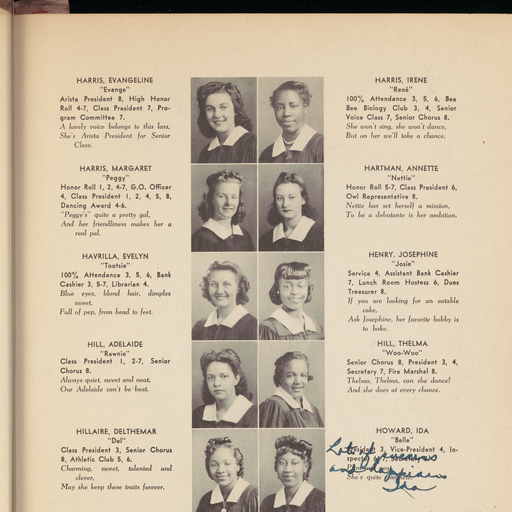 HARRIS, EVANGELINE
"Evange"
Arista President 8, High Honor
Roll 4-7, Class President 7, Pro-
gram Committee 7.
A lovely voice belongs to this lass,
She's Arista President for Senior
Class.
HARRIS, MARGARET
"Peggy"
Honor Roll 1, 2, 4-7, G.O. Officer
4, Class President 1, 2, 4, 5, 8,
Dancing Award 4-6.
"Peggy's" quite a pretty gal,
And her friendliness makes her a
real pal.
HAVRILLA, EVELYN
"Tootsie"
100% Attendance 3, 5, 6, Bank
Cashier 3, 5-7, Librarian 4.
Blue eyes, blond hair, dimples
sweet,
Full of pep, from head to feet.
HILL, ADELAIDE
"Rawnie"
Class President 1, 2-7, Senior
Chorus 8.
Always quiet, sweet and neat,
Our Adelaide can't be beat.
HILLAIRE, DELTHEMAR
"Del"
Class President 3, Senior Chorus
8, Athletic Club 5, 6.
Charming, sweet, talented and
clever,
May she keep these traits forever.
HARRIS, IRENE
"René"
100% Attendance 3, 5, 6, Bee
Bee Biology Club 3, 4, Senior
Voice Class 7, Senior Chorus 8.
She won't sing, she won't dance,
But on her we'll take a chance.
HARTMAN, ANNETTE
"Nettie"
Honor Roll 5-7, Class President 6,
Owl Representative 8.
Nettie has set herself a mission,
To be a debutante is her ambition.
HENRY, JOSEPHINE
"Josie"
Service 4, Assistant Bank Cashier
7, Lunch Room Hostess 6, Dues
Treasurer 8.
If you are looking for an eatable
cake,
Ask Josephine, her favorite hobby is
to bake.
HILL, THELMA
"Woo-Woo"
Senior Chorus 8, President 3, 4,
Secretary 7, Fire Marshal 8.
Thelma, Thelma, can she dance!
And she does at every chance.
HOWARD, IDA
"Belle"
President 3, Vice-President 4, In-
She's quite
Lots of success
and happiness
Ida